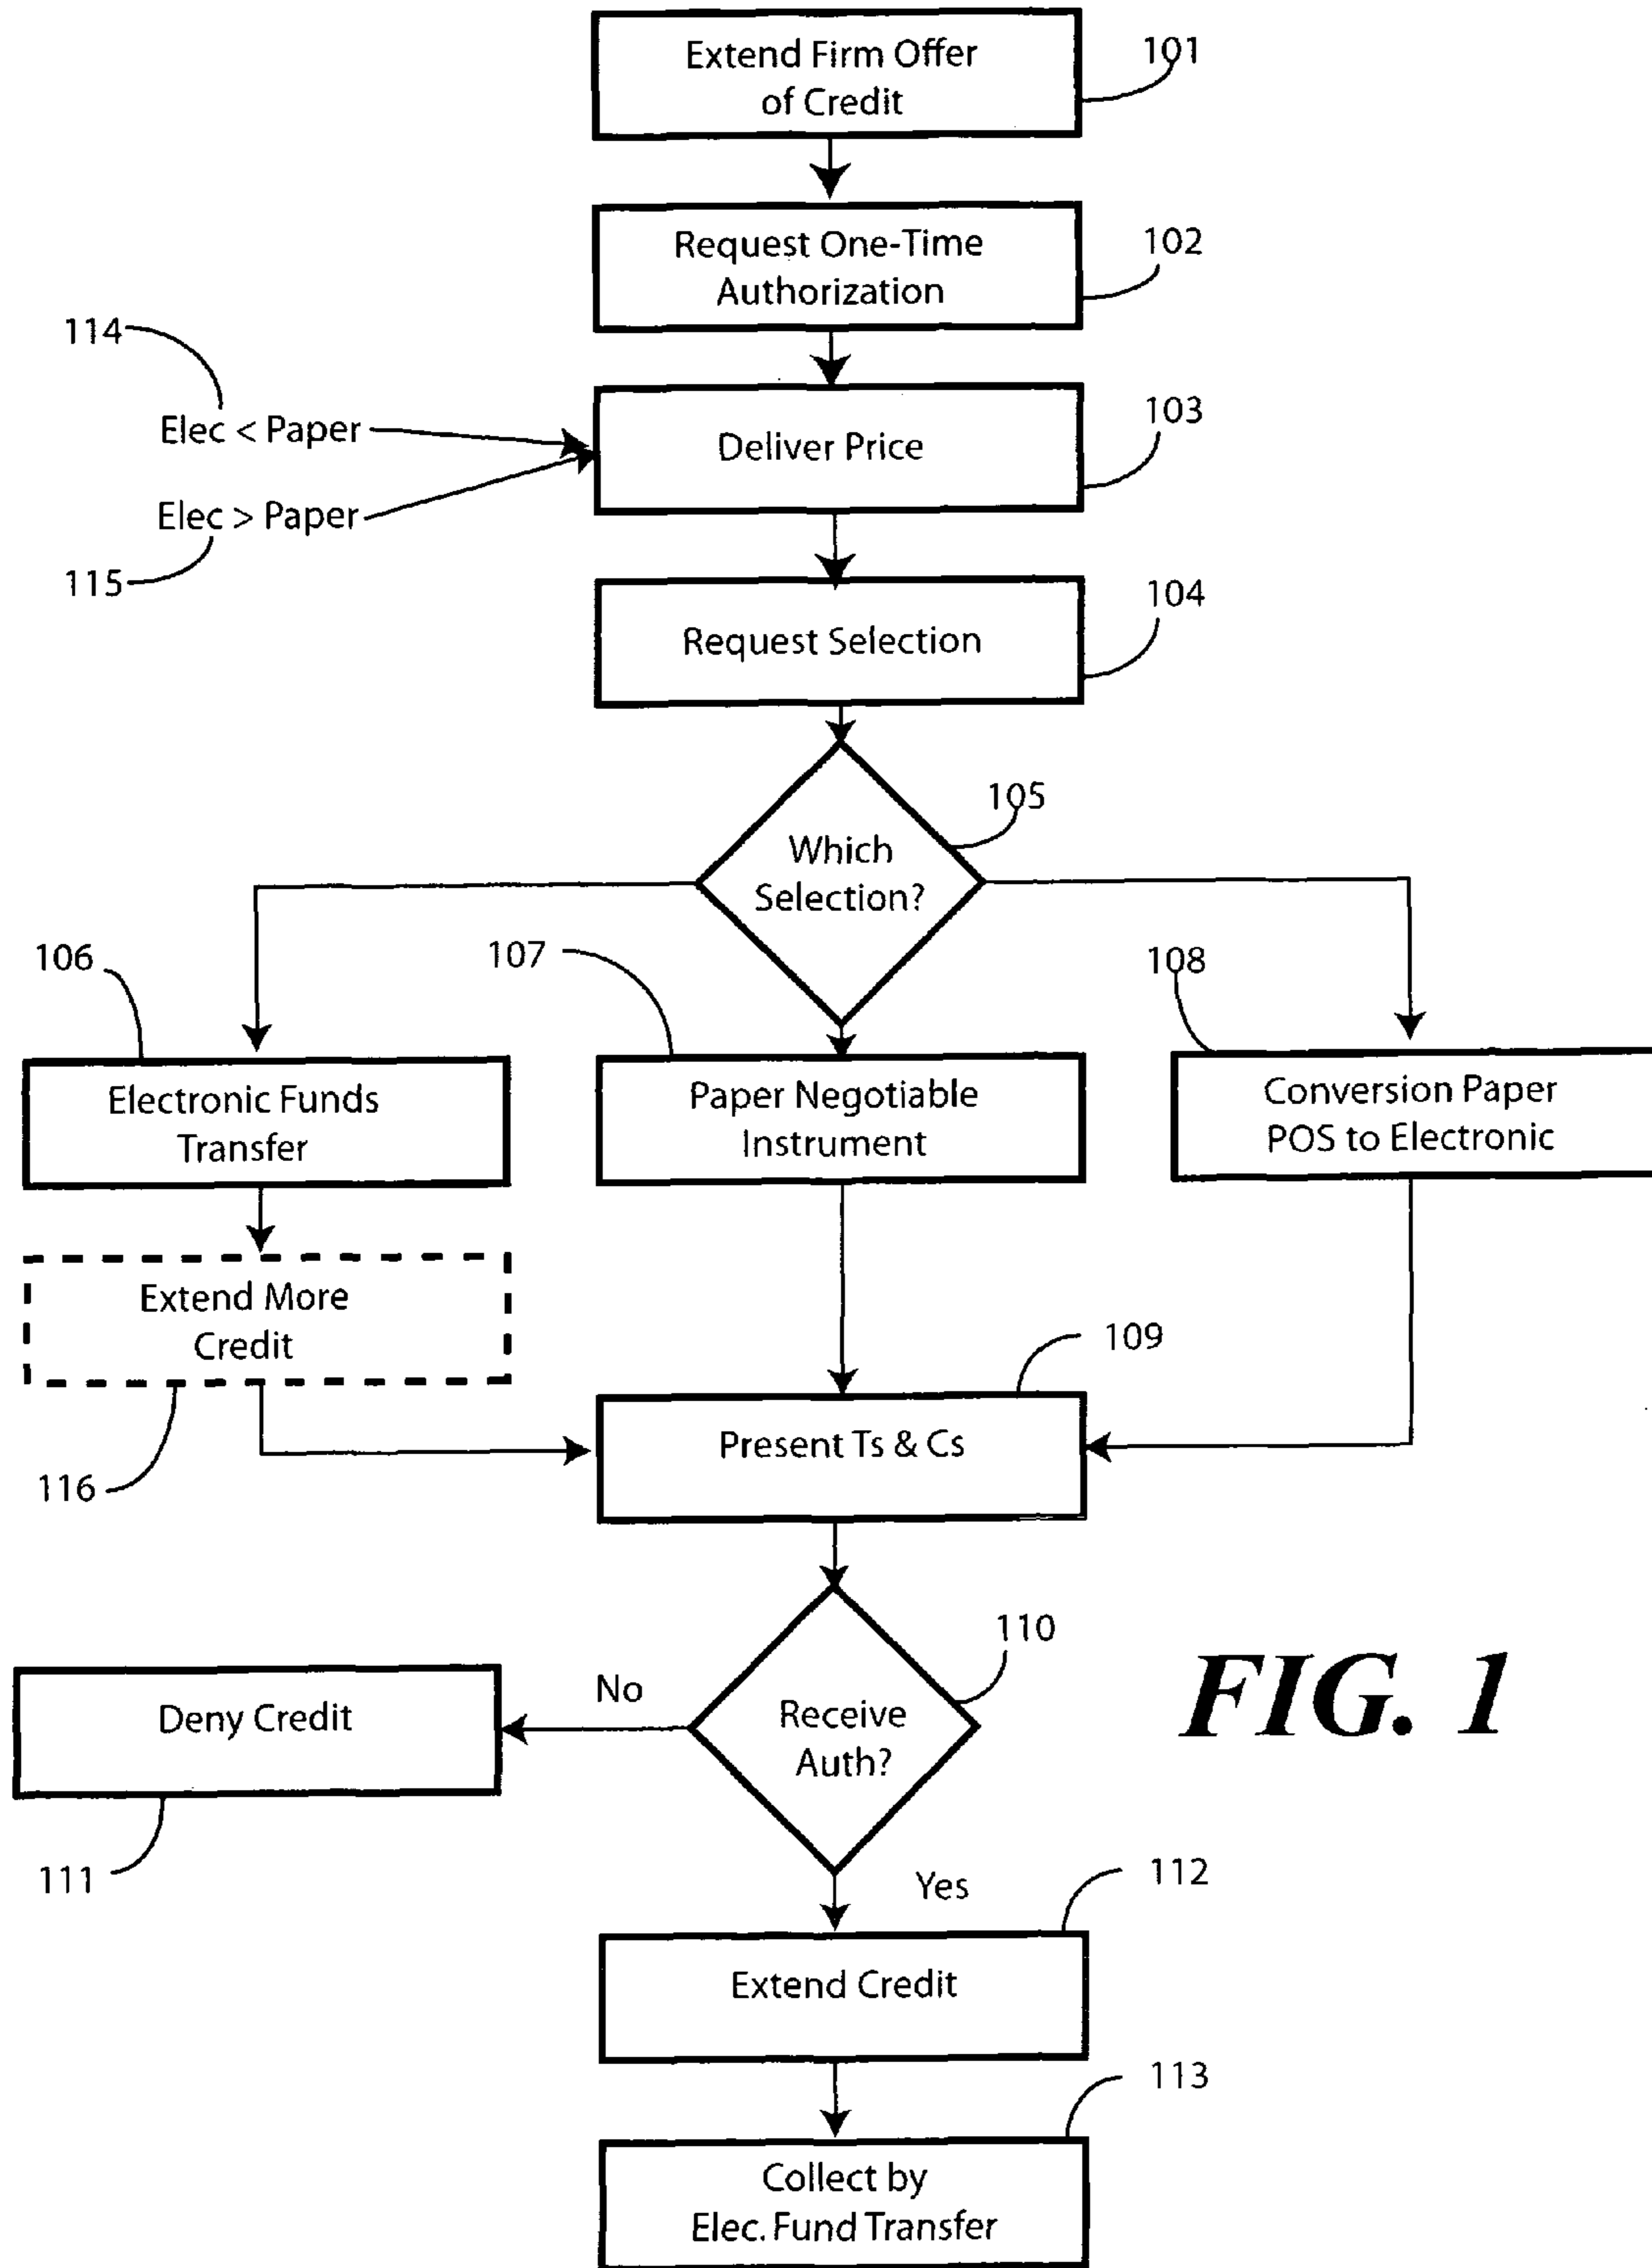 Extend Firm Offer
of Credit
101
Request One-Time
Authorization
102
114
Elec < Paper
Deliver Price
103
Elec > Paper
115
Request Selection
104
105
Which
Selection?
106
107
108
Electronic Funds
Transfer
Paper Negotiable
Instrument
Conversion Paper
POS to Electronic
Extend More
Credit
109
Present Ts & Cs
116
110
Receive
Auth?
No
Deny Credit
111
FIG. 1
Yes
112
Extend Credit
113
Collect by
Elec. Fund Transfer